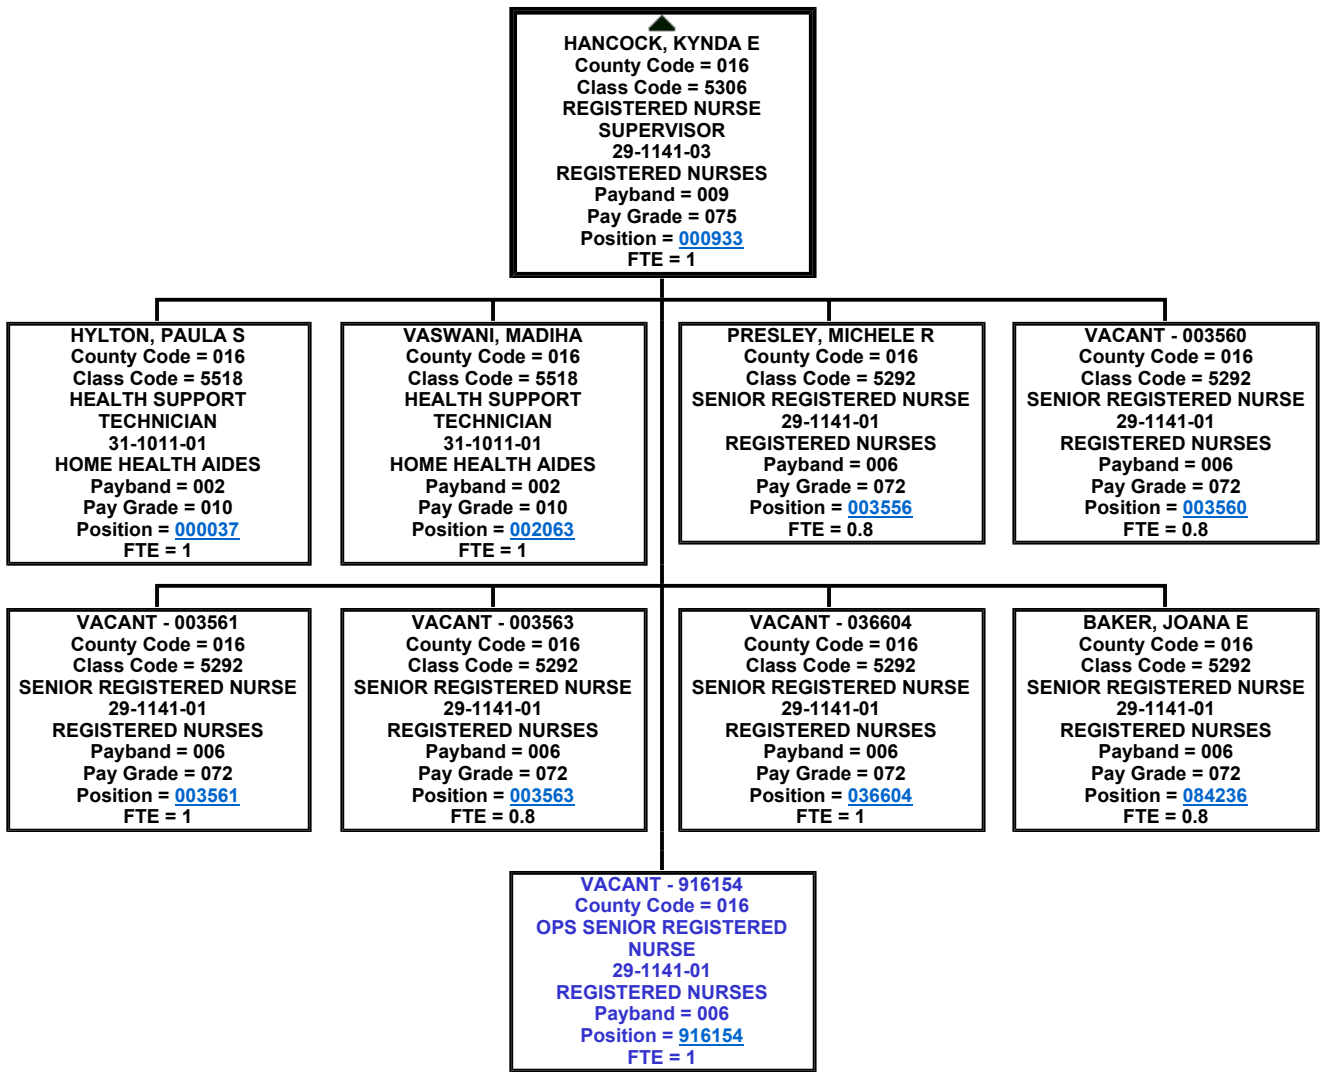 HANCOCK, KYNDA E
County Code = 016
Class Code = 5306
REGISTERED NURSE
SUPERVISOR
29-1141-03
REGISTERED NURSES
Payband = 009
Pay Grade = 075
Position = 000933
FTE = 1
HYLTON, PAULA S
County Code = 016
Class Code = 5518
HEALTH SUPPORT
TECHNICIAN
31-1011-01
HOME HEALTH AIDES
Payband = 002
Pay Grade = 010
Position = 000037
FTE = 1
VASWANI, MADIHA
County Code = 016
Class Code = 5518
HEALTH SUPPORT
TECHNICIAN
31-1011-01
HOME HEALTH AIDES
Payband = 002
Pay Grade = 010
Position = 002063
FTE = 1
PRESLEY, MICHELE R
County Code = 016
Class Code = 5292
SENIOR REGISTERED NURSE
29-1141-01
REGISTERED NURSES
Payband = 006
Pay Grade = 072
Position = 003556
FTE = 0.8
VACANT - 003560
County Code = 016
Class Code = 5292
SENIOR REGISTERED NURSE
29-1141-01
REGISTERED NURSES
Payband = 006
Pay Grade = 072
Position = 003560
FTE = 0.8
VACANT - 003561
County Code = 016
Class Code = 5292
SENIOR REGISTERED NURSE
29-1141-01
REGISTERED NURSES
Payband = 006
Pay Grade = 072
Position = 003561
FTE = 1
VACANT - 003563
County Code = 016
Class Code = 5292
SENIOR REGISTERED NURSE
29-1141-01
REGISTERED NURSES
Payband = 006
Pay Grade = 072
Position = 003563
FTE = 0.8
VACANT - 036604
County Code = 016
Class Code = 5292
SENIOR REGISTERED NURSE
29-1141-01
REGISTERED NURSES
Payband = 006
Pay Grade = 072
Position = 036604
FTE = 1
BAKER, JOANA E
County Code = 016
Class Code = 5292
SENIOR REGISTERED NURSE
29-1141-01
REGISTERED NURSES
Payband = 006
Pay Grade = 072
Position = 084236
FTE = 0.8
VACANT - 916154
County Code = 016
OPS SENIOR REGISTERED
NURSE
29-1141-01
REGISTERED NURSES
Payband = 006
Position = 916154
FTE = 1